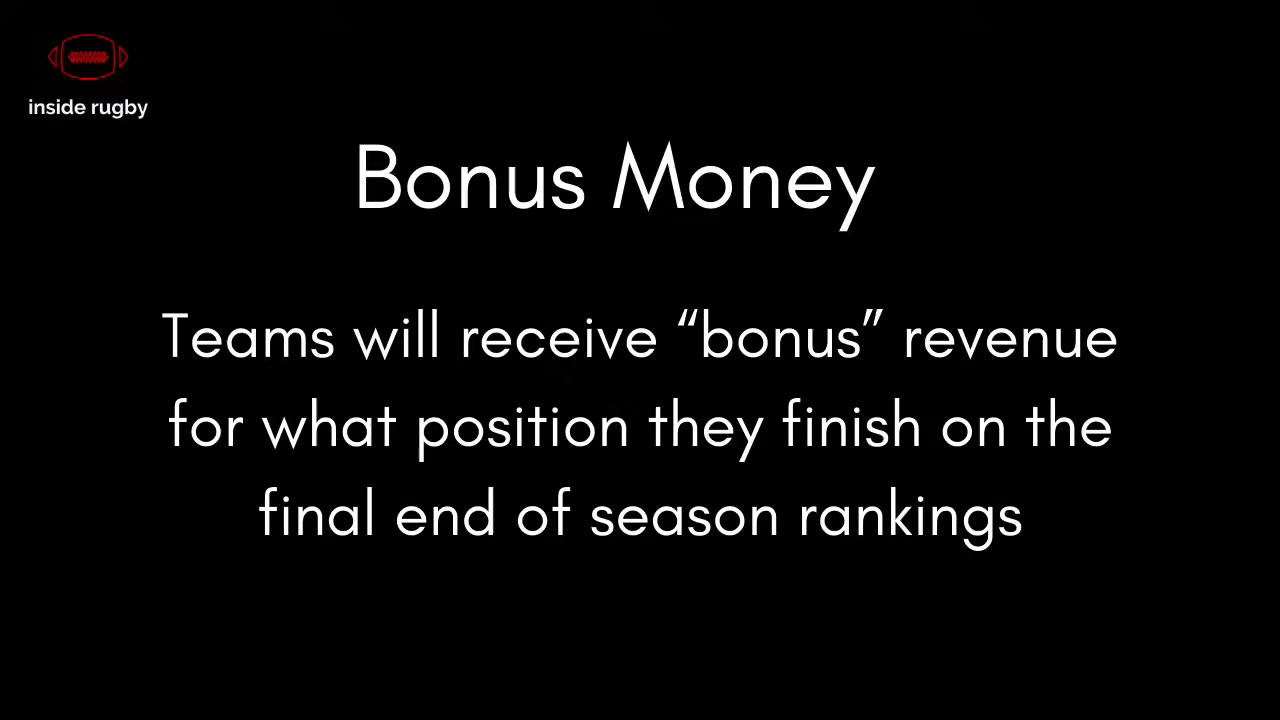 inside rugby
Bonus Money
Teams will receive “bonus” revenue
for what position they finish on the
final end of season rankings